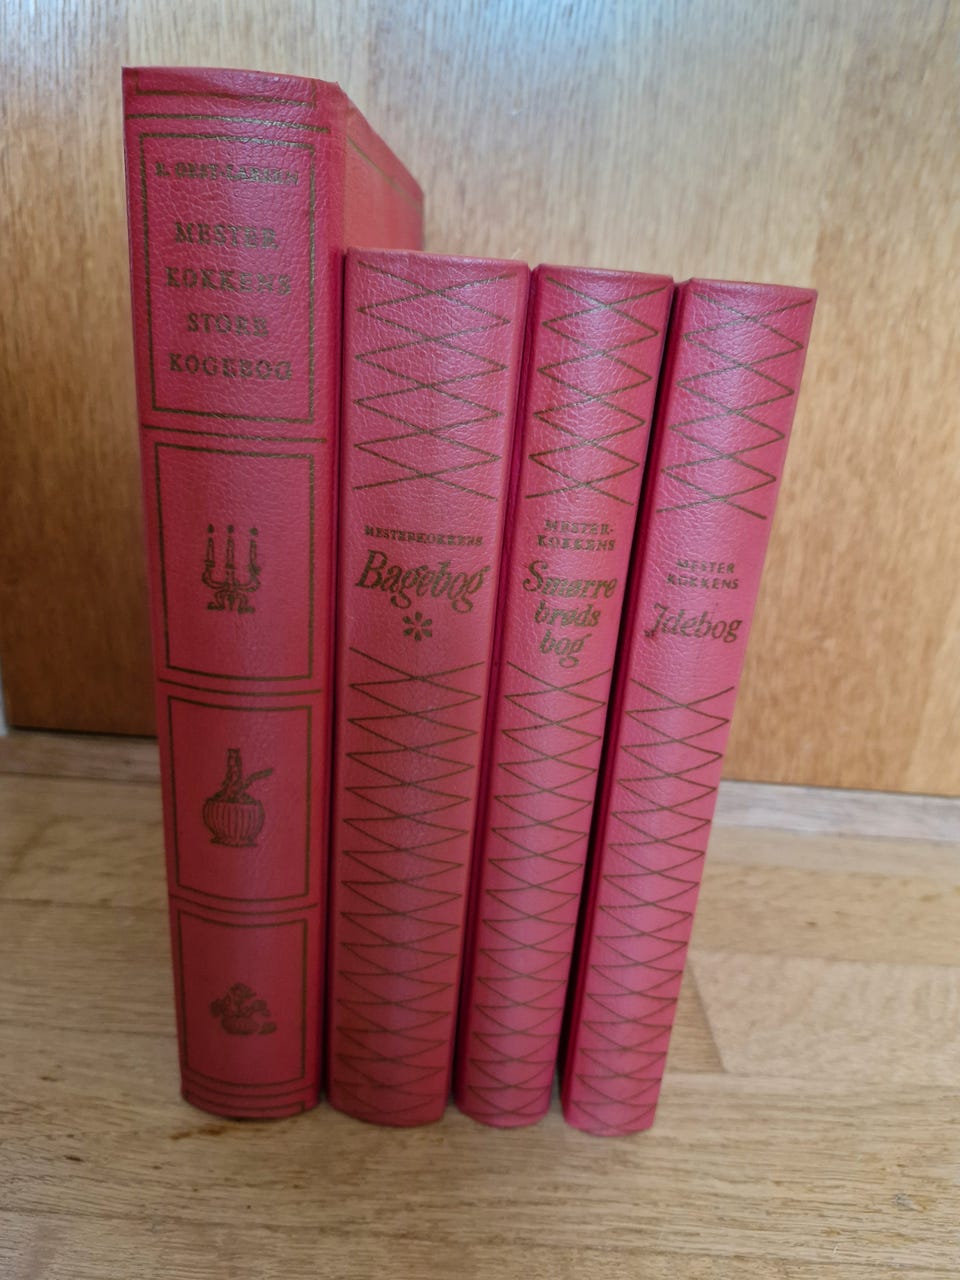 MESTER
KOKKENS
STORE
KOGEBOG
MESTERKOKKENS
Bagebog
MESTER-
KOKKENS
Smørre
brøds
bog
MESTER
KOKKENS
Idebog